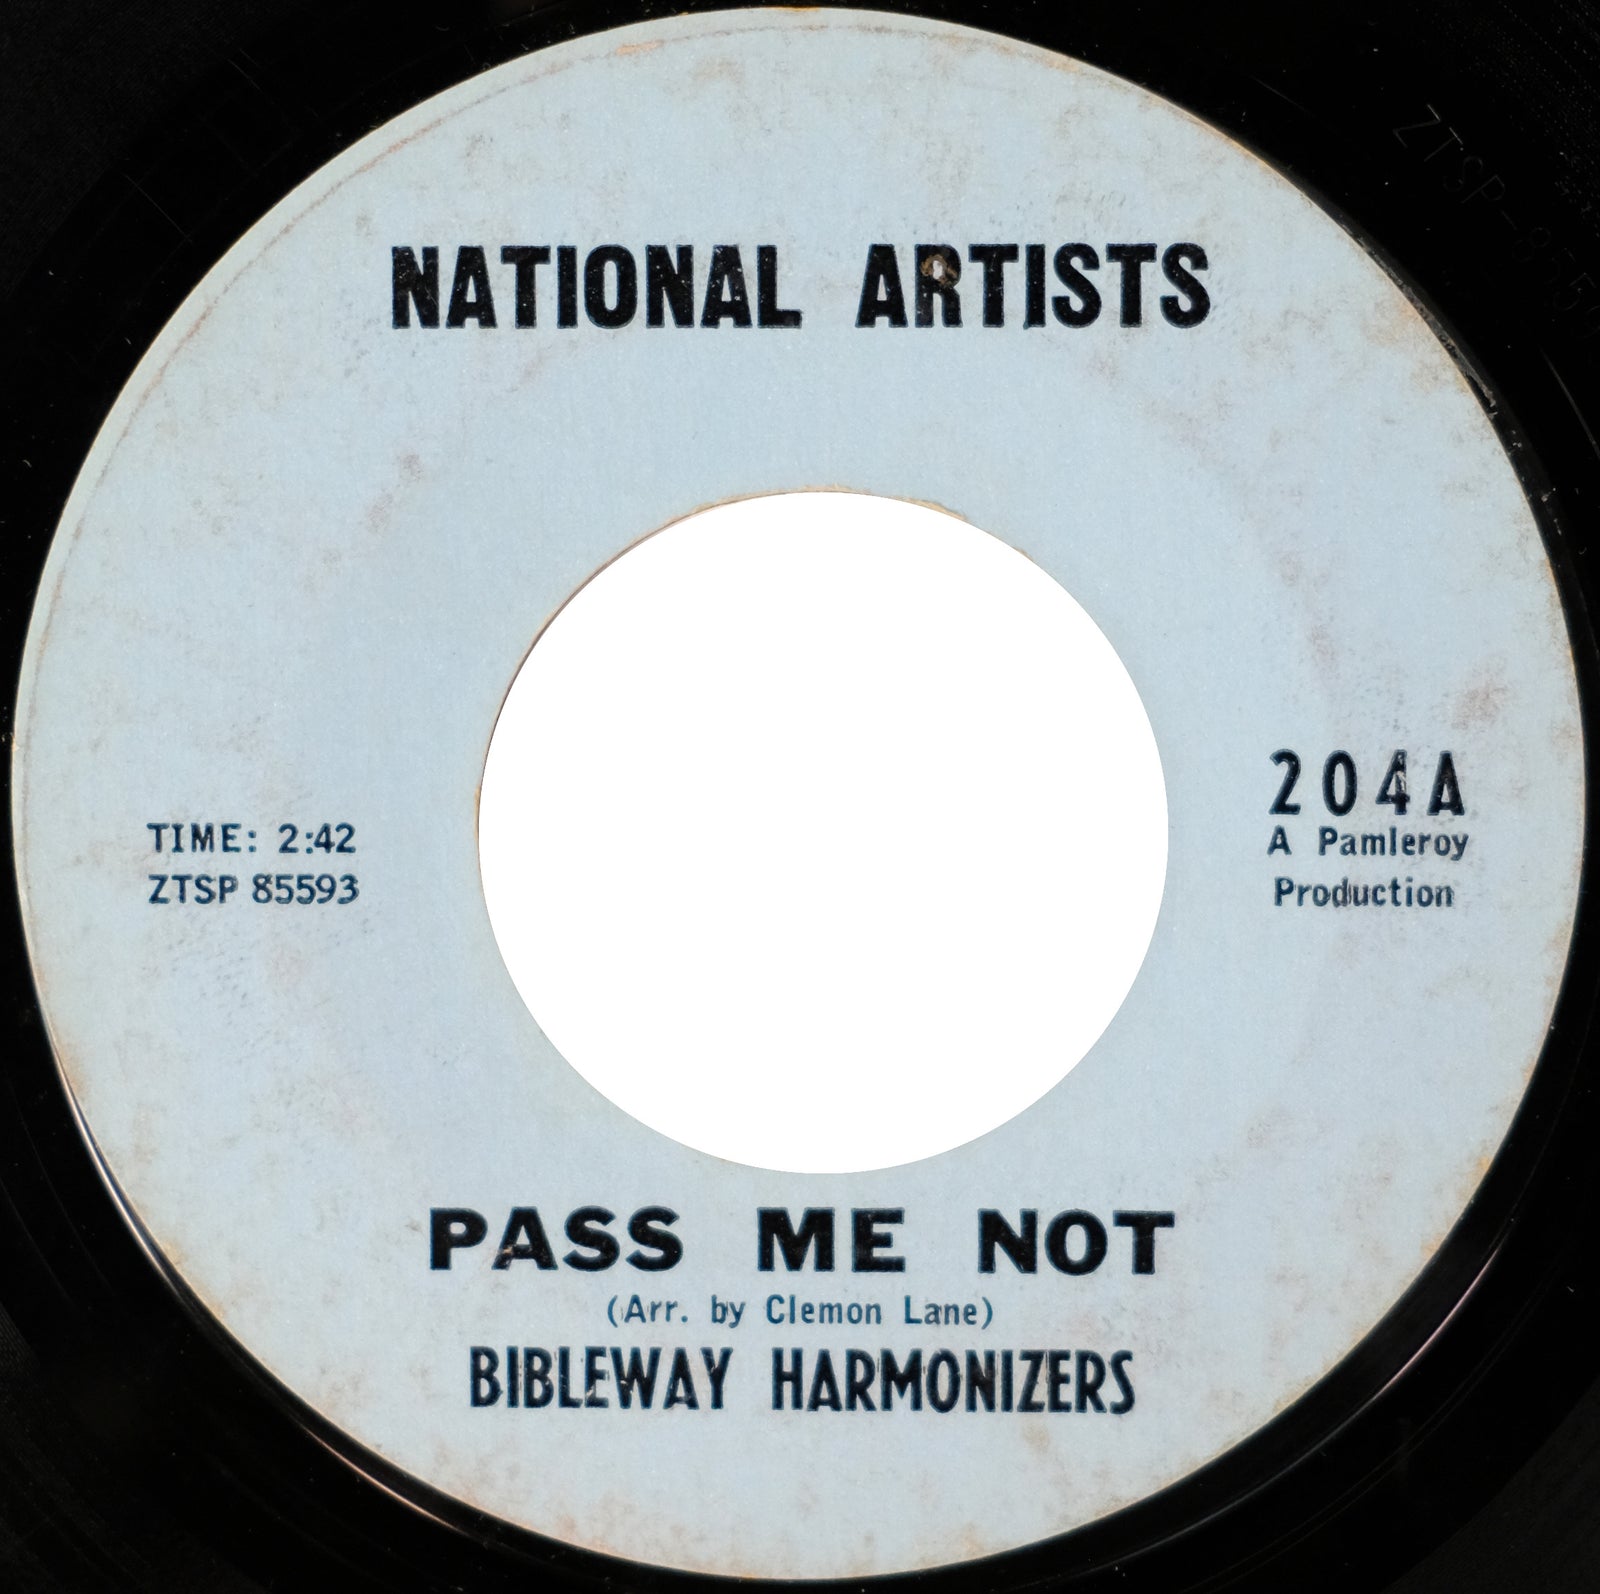 NATIONAL ARTISTS
TIME: 2:42
ZTSP 85593
204A
A Pamleroy
Production
PASS ME NOT
(Arr. by Clemon Lane)
BIBLEWAY HARMONIZERS